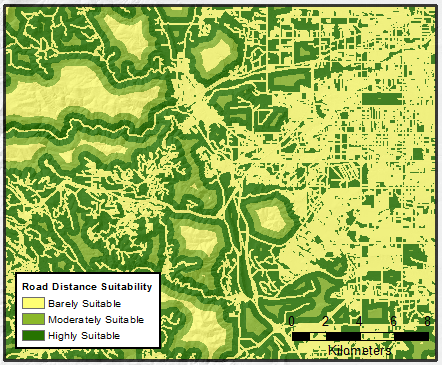 Road Distance Suitability
Barely Suitable
Moderately Suitable
Highly Suitable
0 2 4 6 8
Kilometers